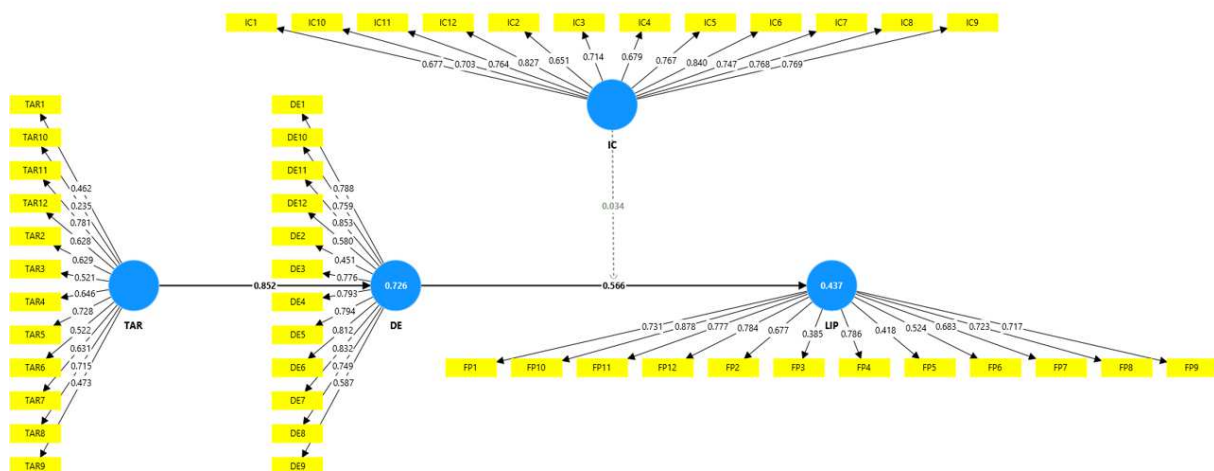 IC1 IC10 IC11 IC12 IC2 IC3 IC4 IC5 IC6 IC7 IC8 IC9
0.677 0.703 0.764 0.827 0.651 0.714 0.679 0.767 0.840 0.747 0.768 0.769
IC
0.034
TAR1
TAR10
TAR11
TAR12
TAR2
TAR3
TAR4
TAR5
TAR6
TAR7
TAR8
TAR9
0.462
0.235
0.781
0.628
0.629
0.521
0.646
0.728
0.522
0.631
0.715
0.473
TAR
0.852
DE1
DE10
DE11
DE12
DE2
DE3
DE4
DE5
DE6
DE7
DE8
DE9
0.788
0.759
0.853
0.580
0.451
0.776
0.793
0.794
0.812
0.832
0.749
0.587
0.726
DE
0.566
0.437
LIP
0.731 0.878 0.777 0.784 0.677 0.385 0.786 0.418 0.524 0.683 0.723 0.717
FP1 FP10 FP11 FP12 FP2 FP3 FP4 FP5 FP6 FP7 FP8 FP9